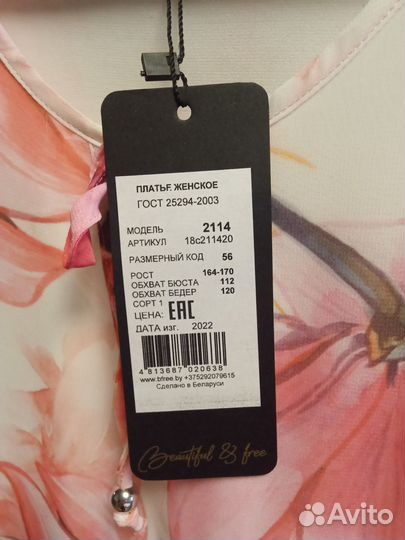 ПЛАТЬЕ ЖЕНСКОЕ
ГОСТ 25294-2003
МОДЕЛЬ 2114
АРТИКУЛ 18с211420
РАЗМЕРНЫЙ КОД 56
РОСТ 164-170
ОБХВАТ БЮСТА 112
ОБХВАТ БЕДЕР 120
СОРТ 1
ЦЕНА: ЕАС
ДАТА изг. 2022
4 813687 020638
www.bfree.by +375292079615
Сделано в Беларуси
Beautiful & free
Avito